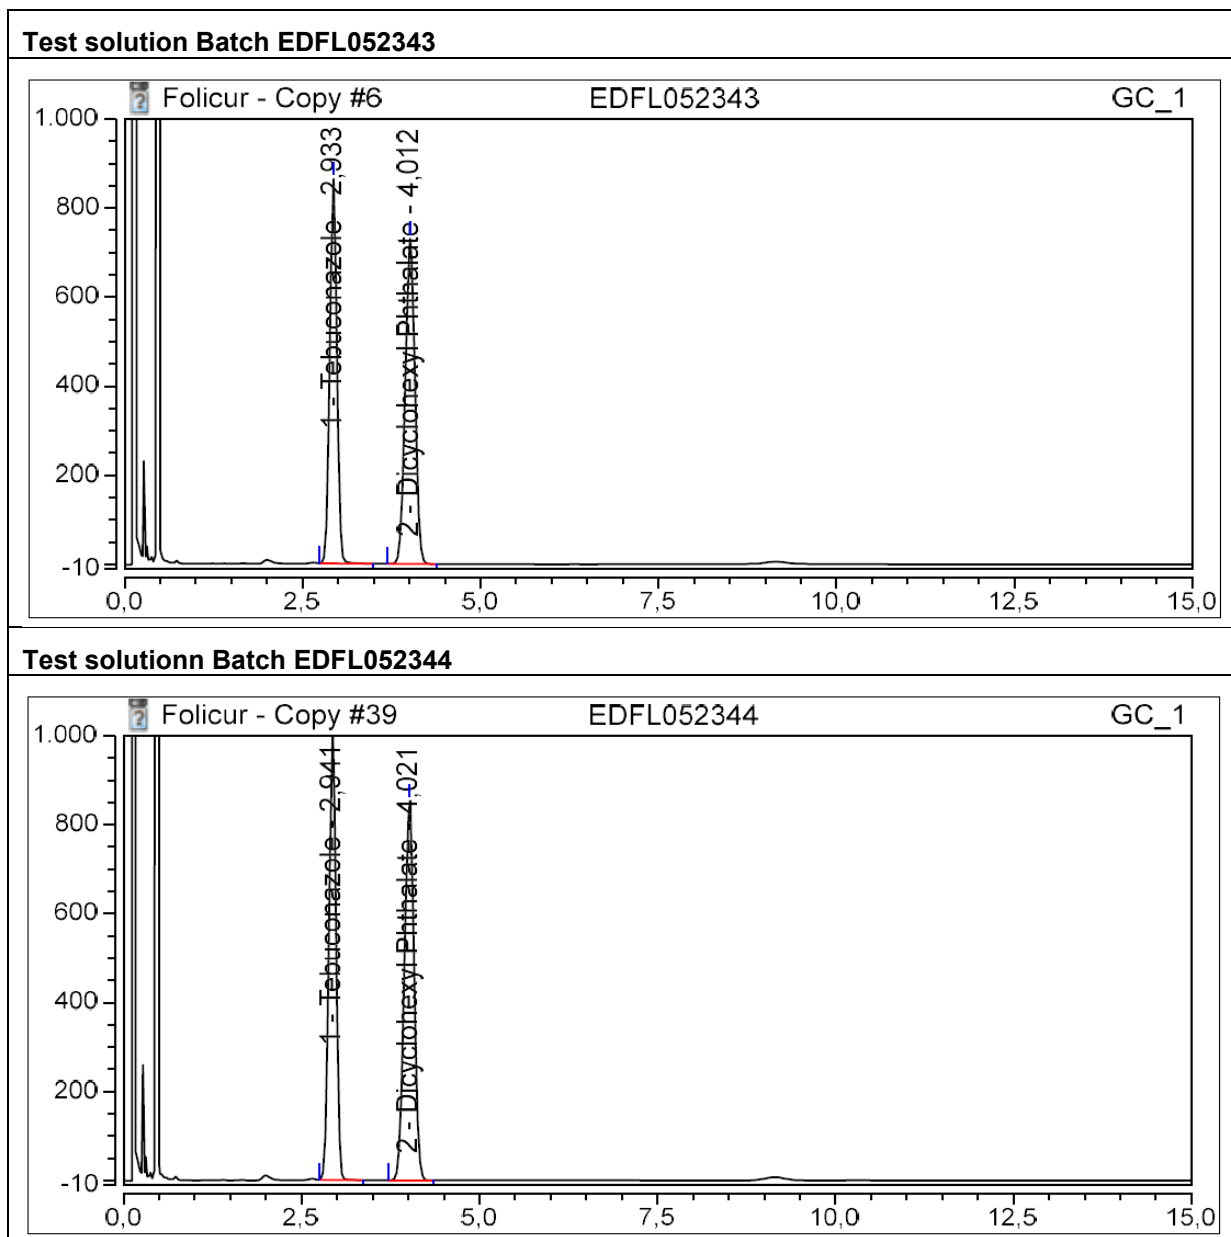 Test solution Batch EDFL052343
Folicur - Copy #6 EDFL052343 GC_1
1.000
800
600
400
200
-10
1 - Tebuconazole - 2,933
2 - Dicyclohexyl Phthalate - 4,012
0,0 2,5 5,0 7,5 10,0 12,5 15,0
Test solutionn Batch EDFL052344
Folicur - Copy #39 EDFL052344 GC_1
1.000
800
600
400
200
-10
1 - Tebuconazole - 2,941
2 - Dicyclohexyl Phthalate - 4,021
0,0 2,5 5,0 7,5 10,0 12,5 15,0